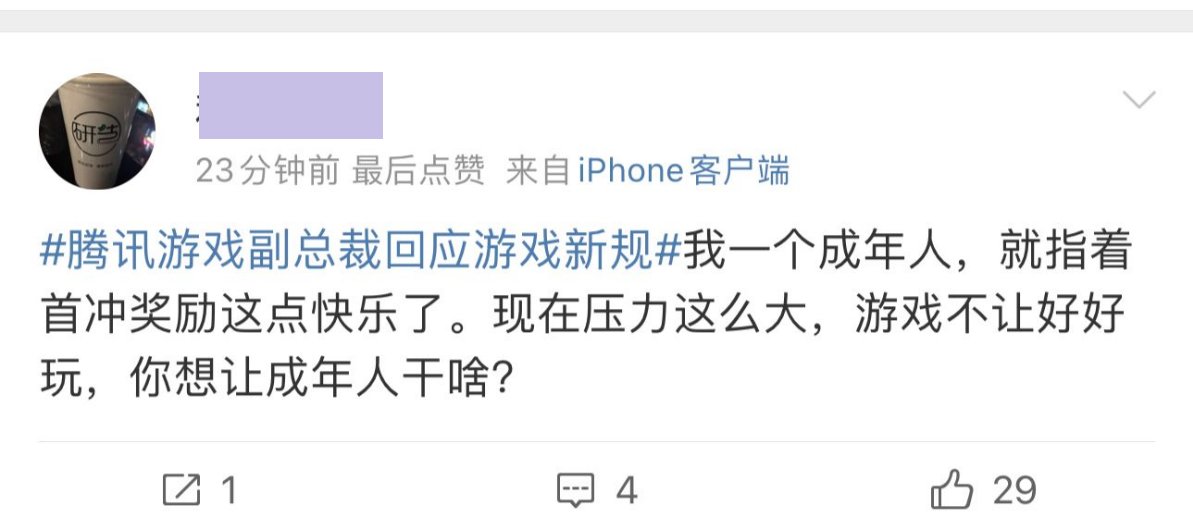 研苦
23分钟前 最后点赞 来自 iPhone客户端
#腾讯游戏副总裁回应游戏新规#我一个成年人，就指着
首冲奖励这点快乐了。现在压力这么大，游戏不让好好
玩，你想让成年人干啥?
1 4 29